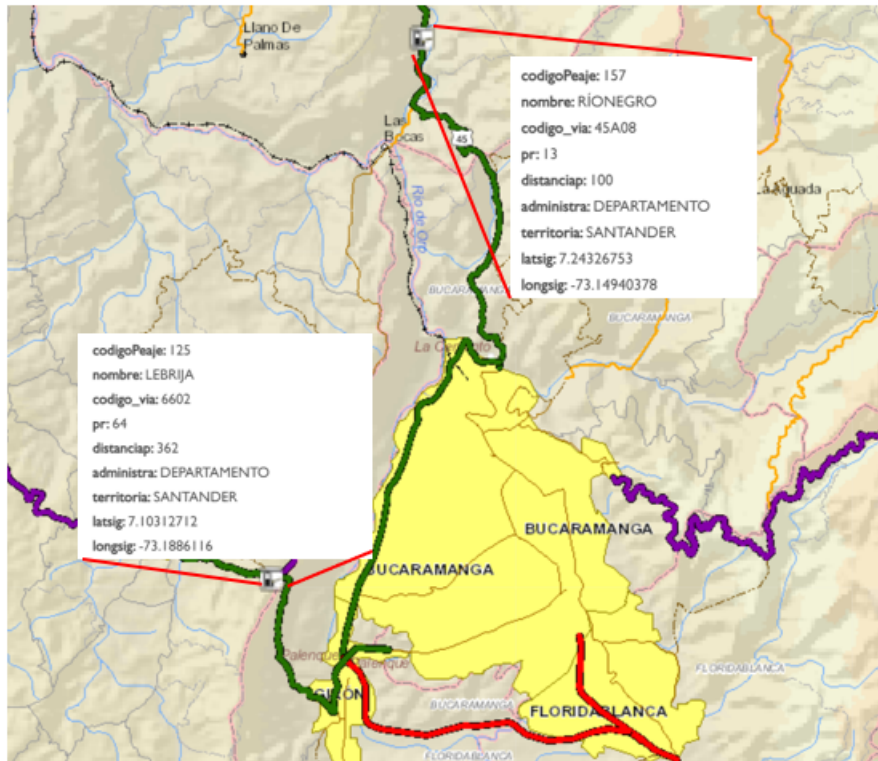 Llano De
Palmas
Las
Bocas
45
Río de Oro
codigoPeaje: 157
nombre: RÍONEGRO
codigo_via: 45A08
pr: 13
distanciap: 100
administra: DEPARTAMENTO
territoria: SANTANDER
latsig: 7.24326753
longsig: -73.14940378
BUCARAMANGA
BUCARAMANGA
codigoPeaje: 125
nombre: LEBRIJA
codigo_via: 6602
pr: 64
distanciap: 362
administra: DEPARTAMENTO
territoria: SANTANDER
latsig: 7.10312712
longsig: -73.1886116
BUCARAMANGA
BUCARAMANGA
Palenque
GIRÓN
BUCARAMANGA
FLORIDABLANCA
FLORIDABLANCA
FLORIDABLANCA